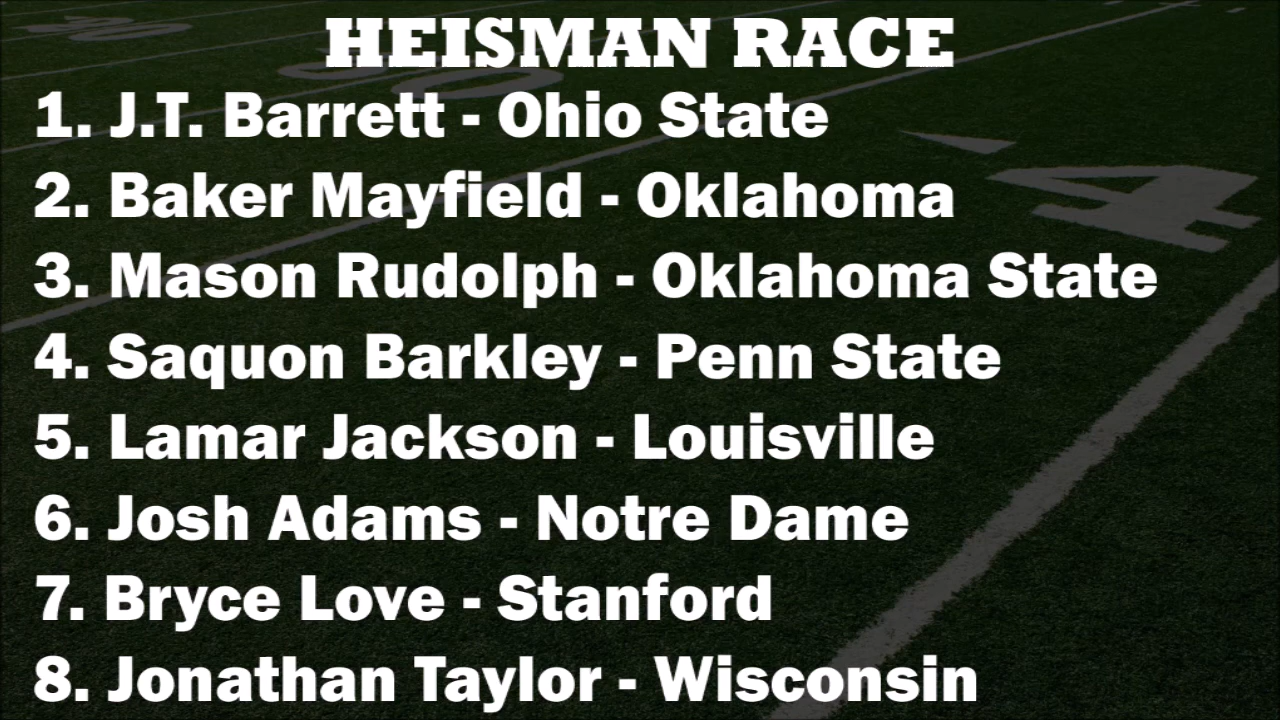 HEISMAN RACE
1. J.T. Barrett - Ohio State
2. Baker Mayfield - Oklahoma
3. Mason Rudolph - Oklahoma State
4. Saquon Barkley - Penn State
5. Lamar Jackson - Louisville
6. Josh Adams - Notre Dame
7. Bryce Love - Stanford
8. Jonathan Taylor - Wisconsin
4